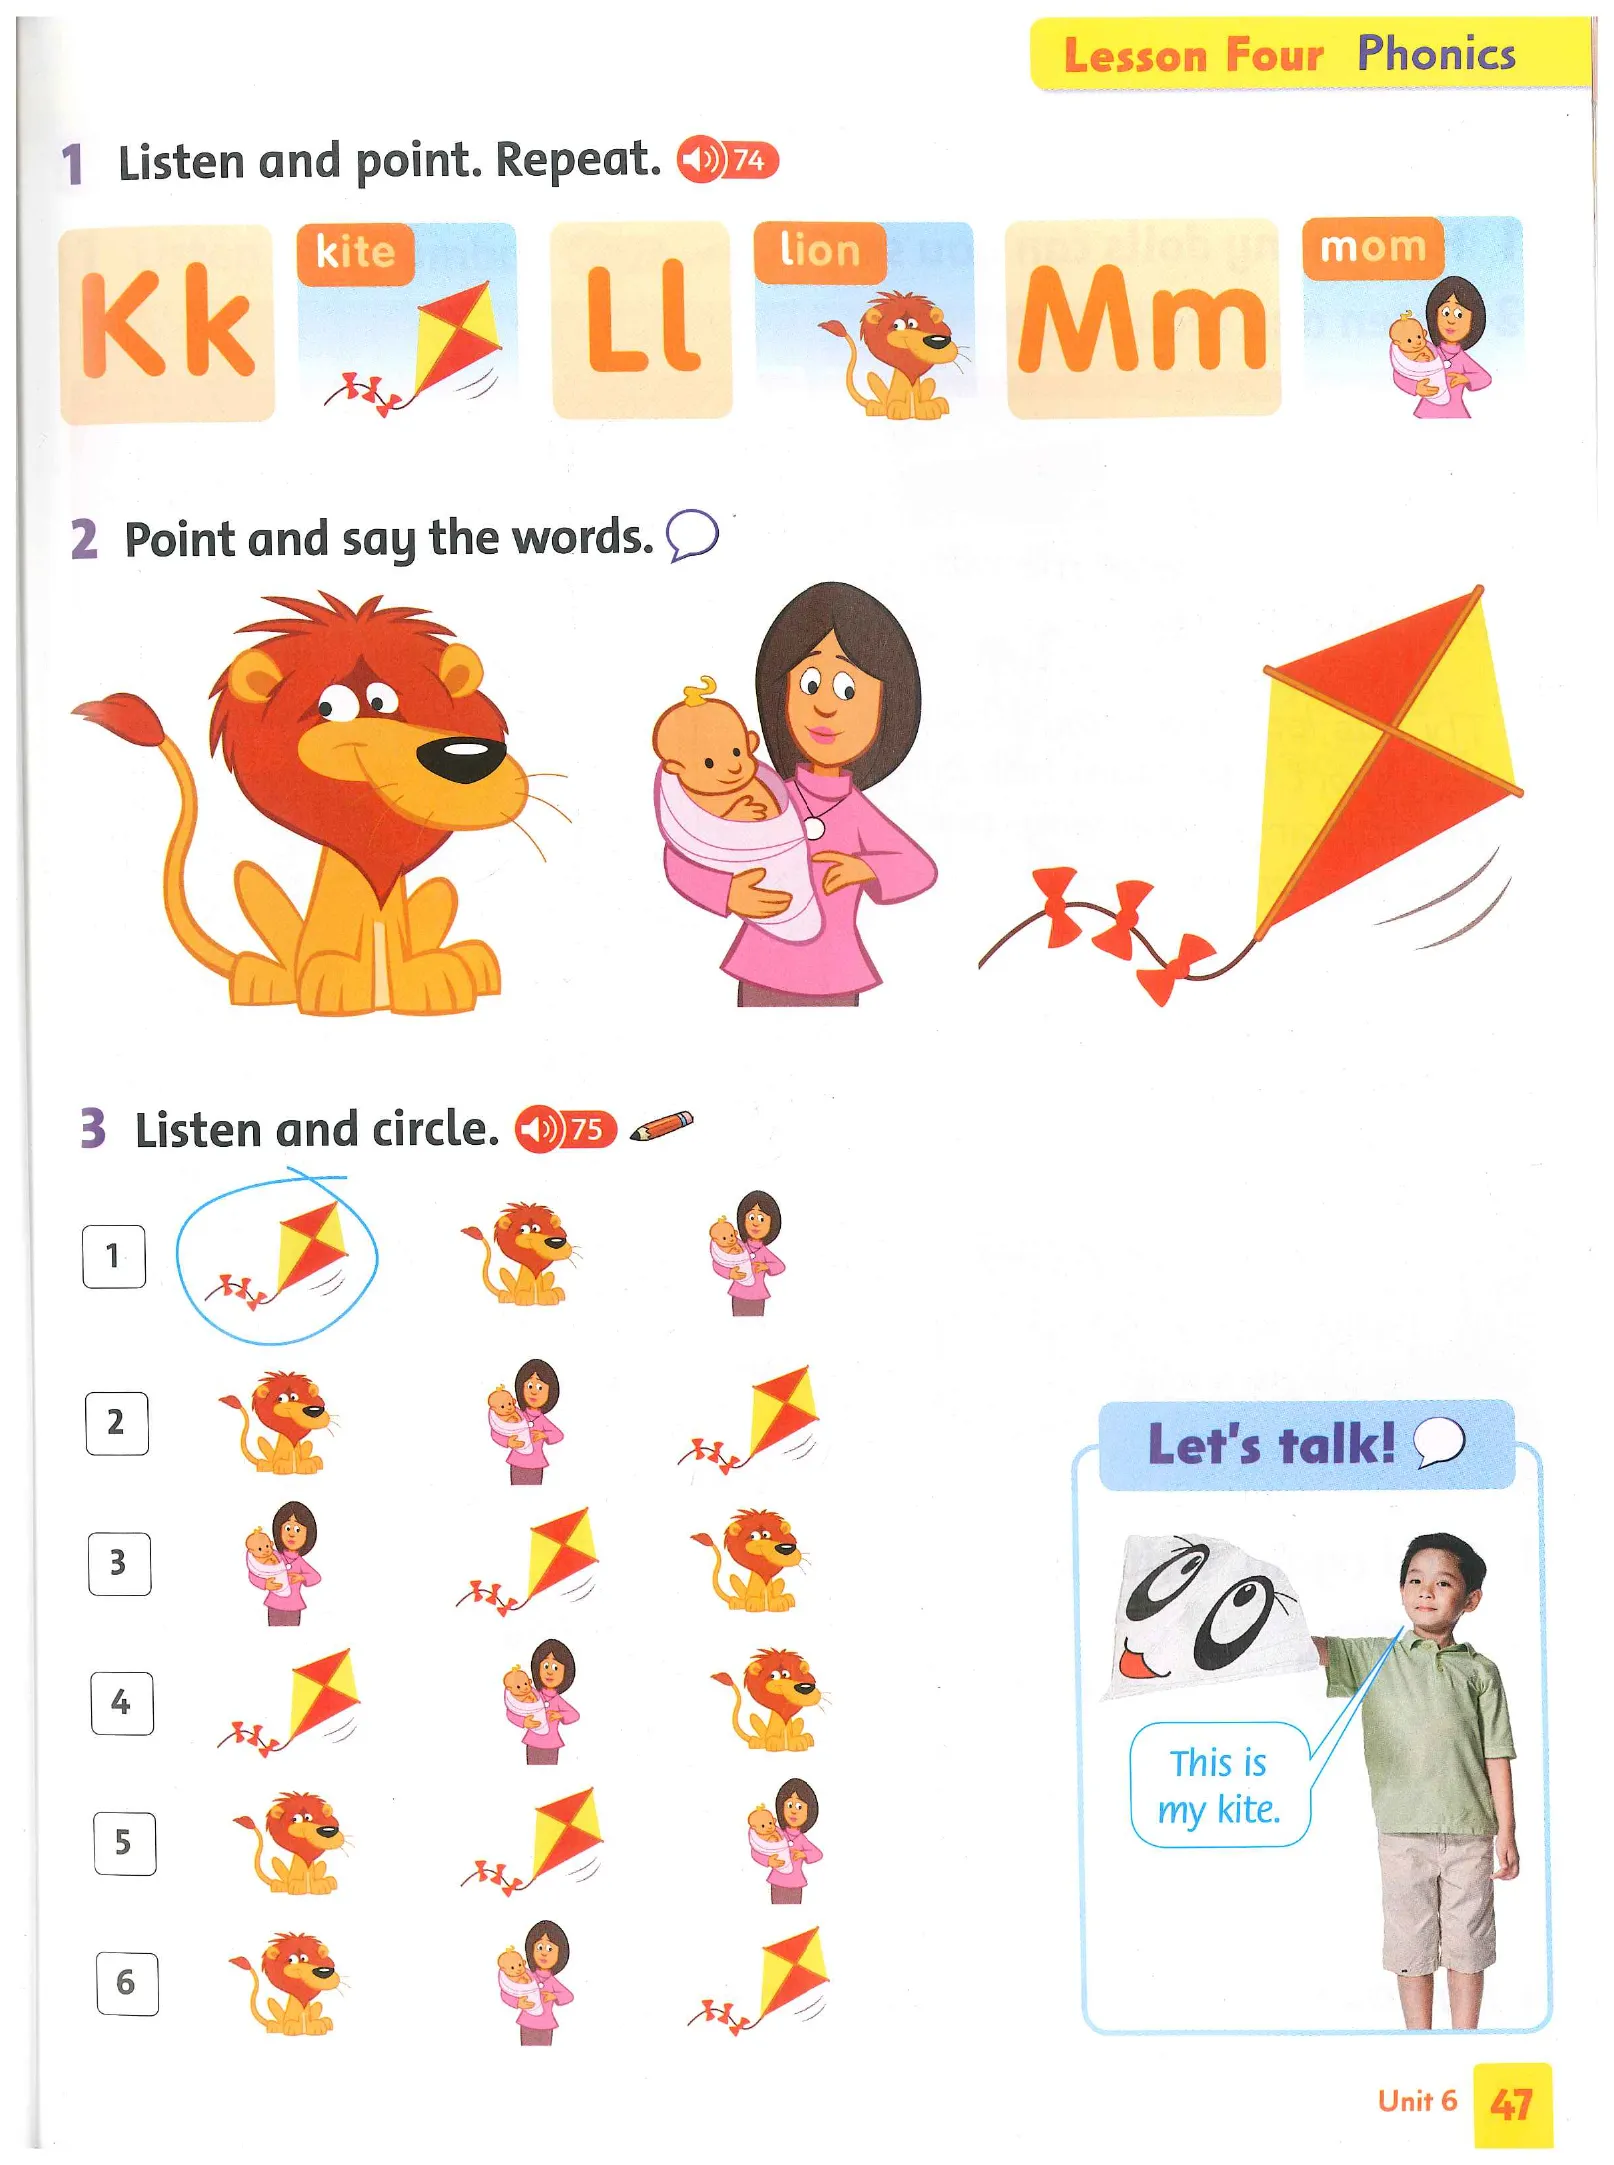 Lesson Four Phonics
1 Listen and point. Repeat. 74
Kk kite Ll lion Mm mom
2 Point and say the words.
3 Listen and circle. 75
1
2
3
4
5
6
Let's talk!
This is
my kite.
Unit 6 47